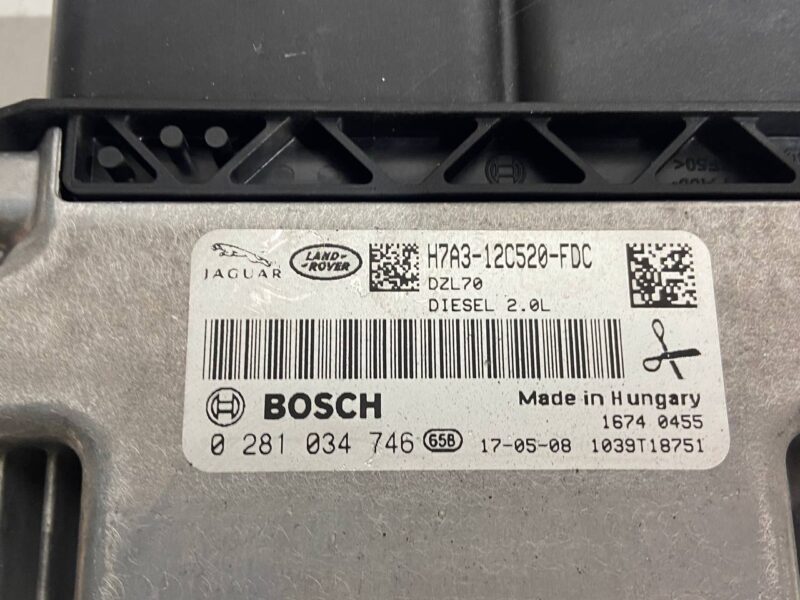 JAGUAR
LAND-
ROVER
H7A3-12C520-FDC
DZL70
DIESEL 2.0L
BOSCH
Made in Hungary
1674 0455
0 281 034 746 65B 17-05-08 1039T18751